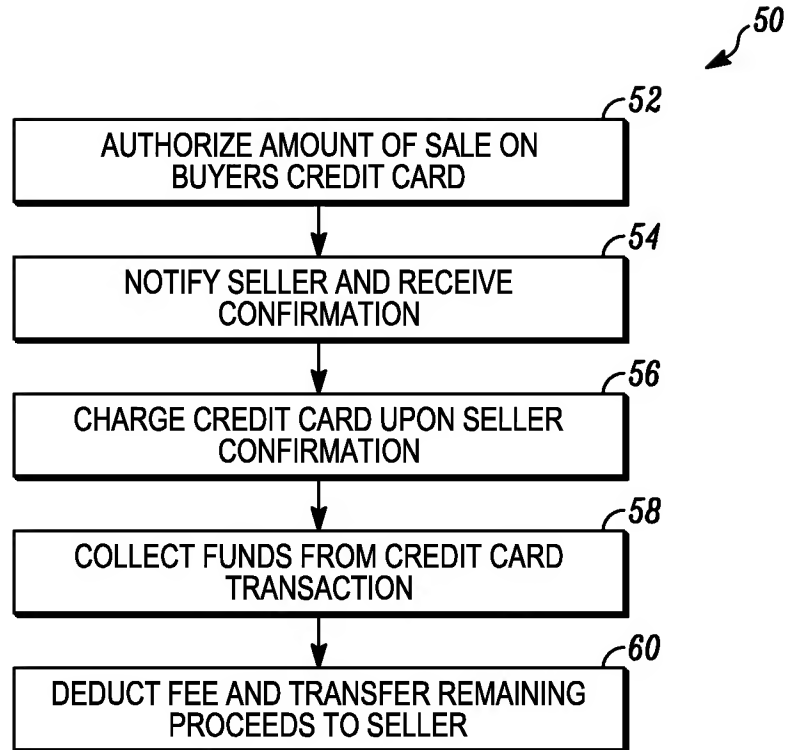 50
52
AUTHORIZE AMOUNT OF SALE ON
BUYERS CREDIT CARD
54
NOTIFY SELLER AND RECEIVE
CONFIRMATION
56
CHARGE CREDIT CARD UPON SELLER
CONFIRMATION
58
COLLECT FUNDS FROM CREDIT CARD
TRANSACTION
60
DEDUCT FEE AND TRANSFER REMAINING
PROCEEDS TO SELLER